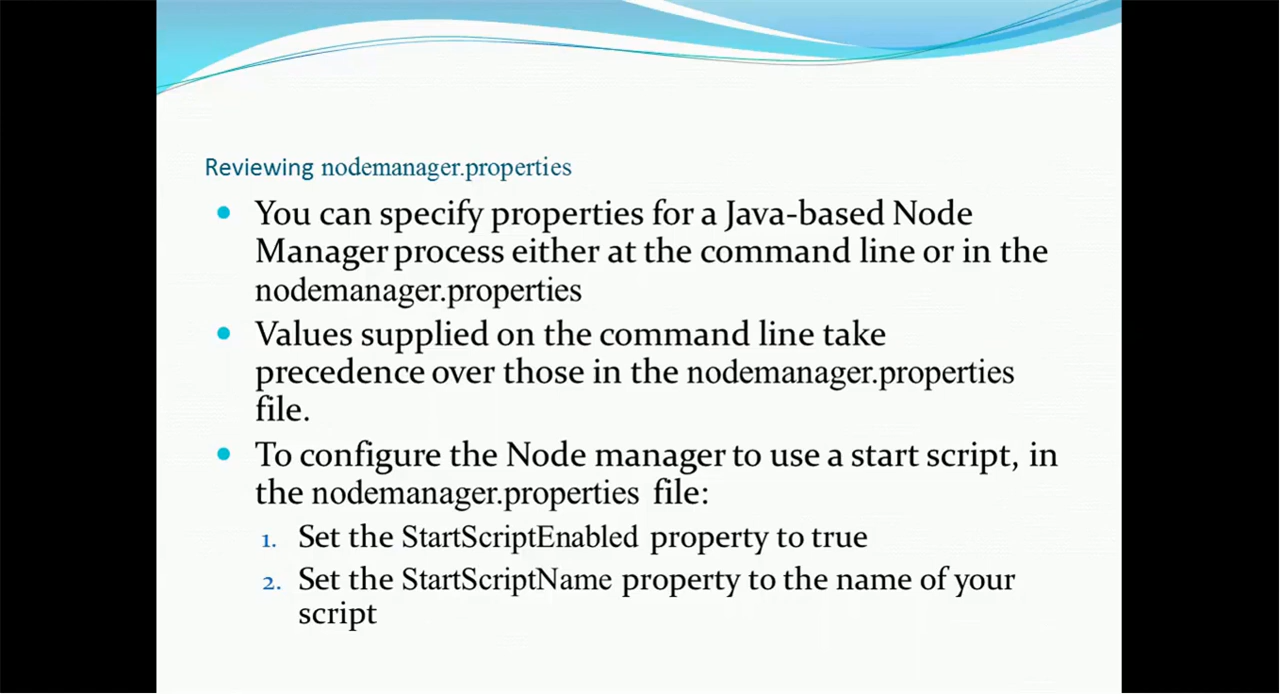 Reviewing nodemanager.properties
• You can specify properties for a Java-based Node
Manager process either at the command line or in the
nodemanager.properties
• Values supplied on the command line take
precedence over those in the nodemanager.properties
file.
• To configure the Node manager to use a start script, in
the nodemanager.properties file:
1. Set the StartScriptEnabled property to true
2. Set the StartScriptName property to the name of your
script